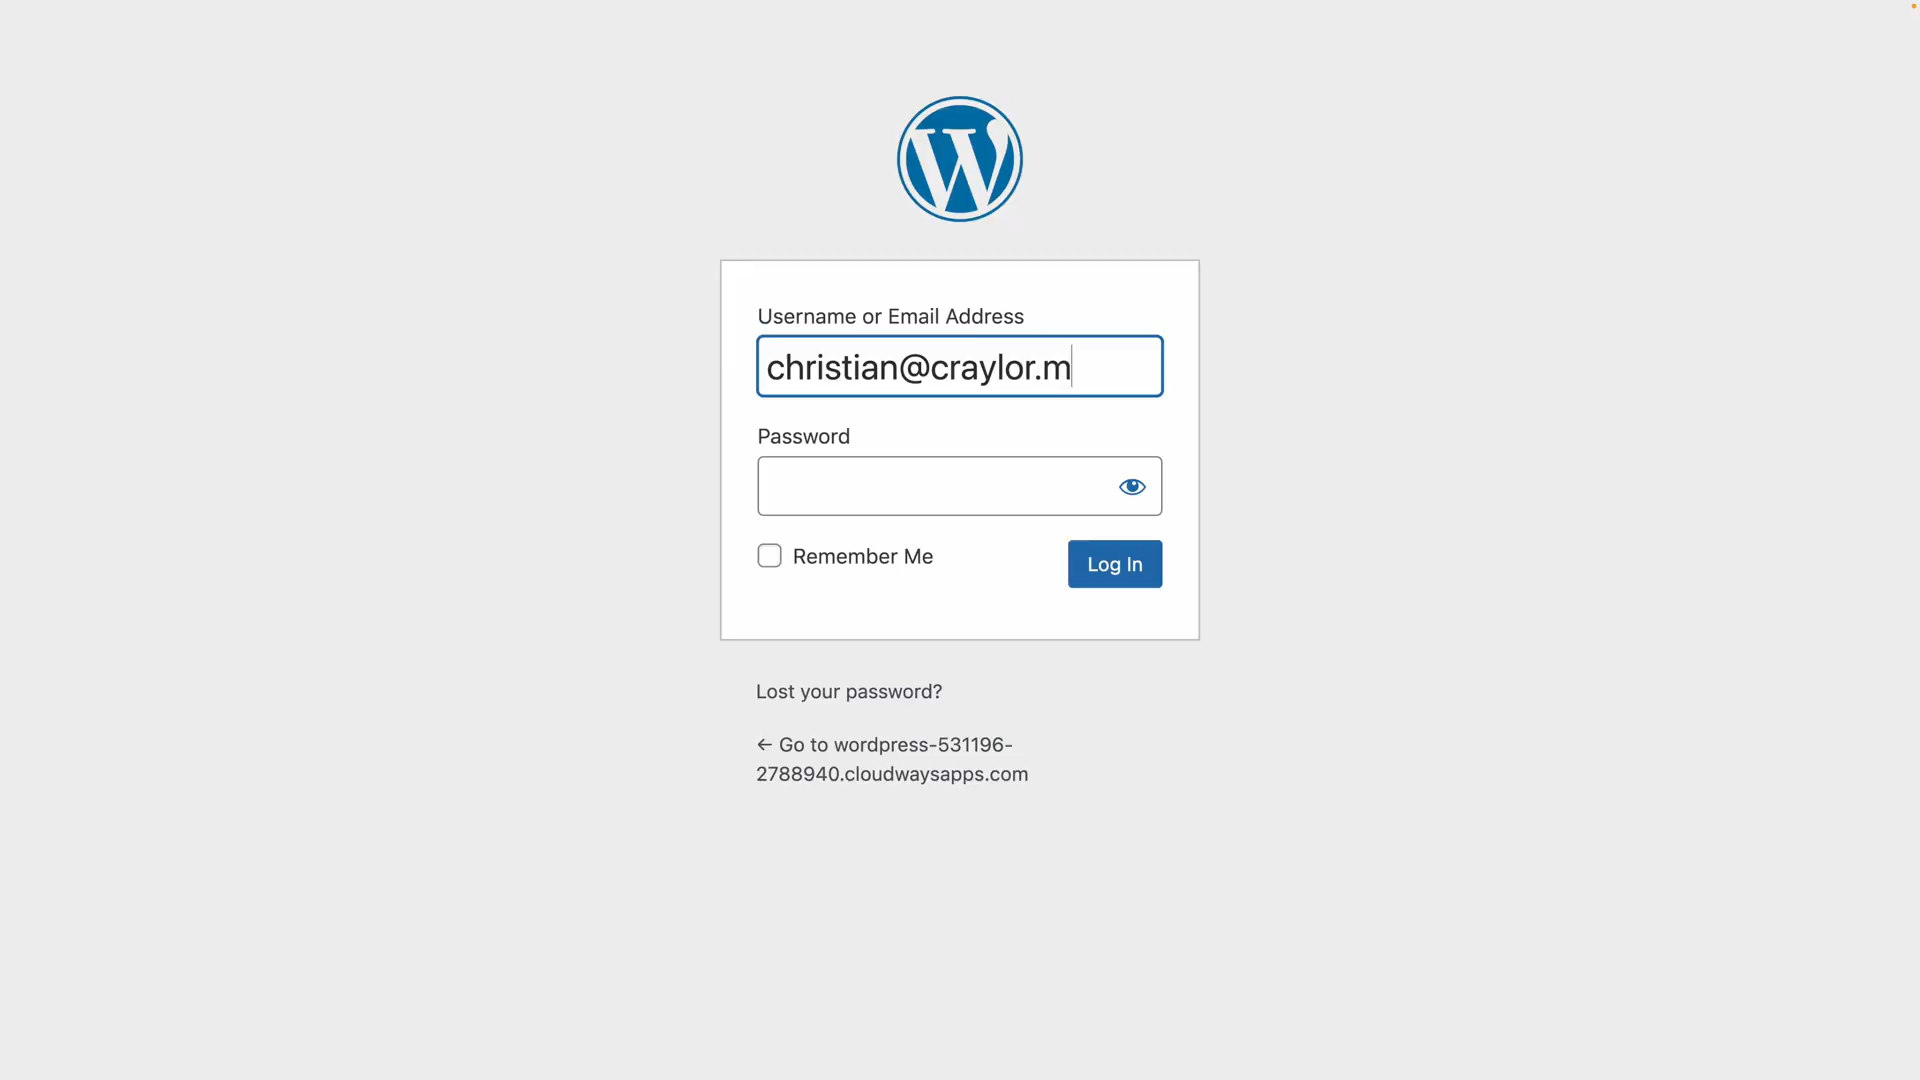 Username or Email Address
christian@craylor.m
Password
Remember Me
Log In
Lost your password?
← Go to wordpress-531196-
2788940.cloudwaysapps.com